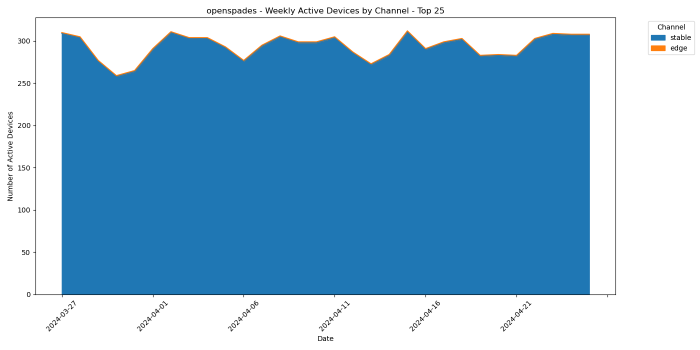 openspades - Weekly Active Devices by Channel - Top 25
Channel
stable
edge
Number of Active Devices
300
250
200
150
100
50
0
2024-03-27
2024-04-01
2024-04-06
2024-04-11
2024-04-16
2024-04-21
Date